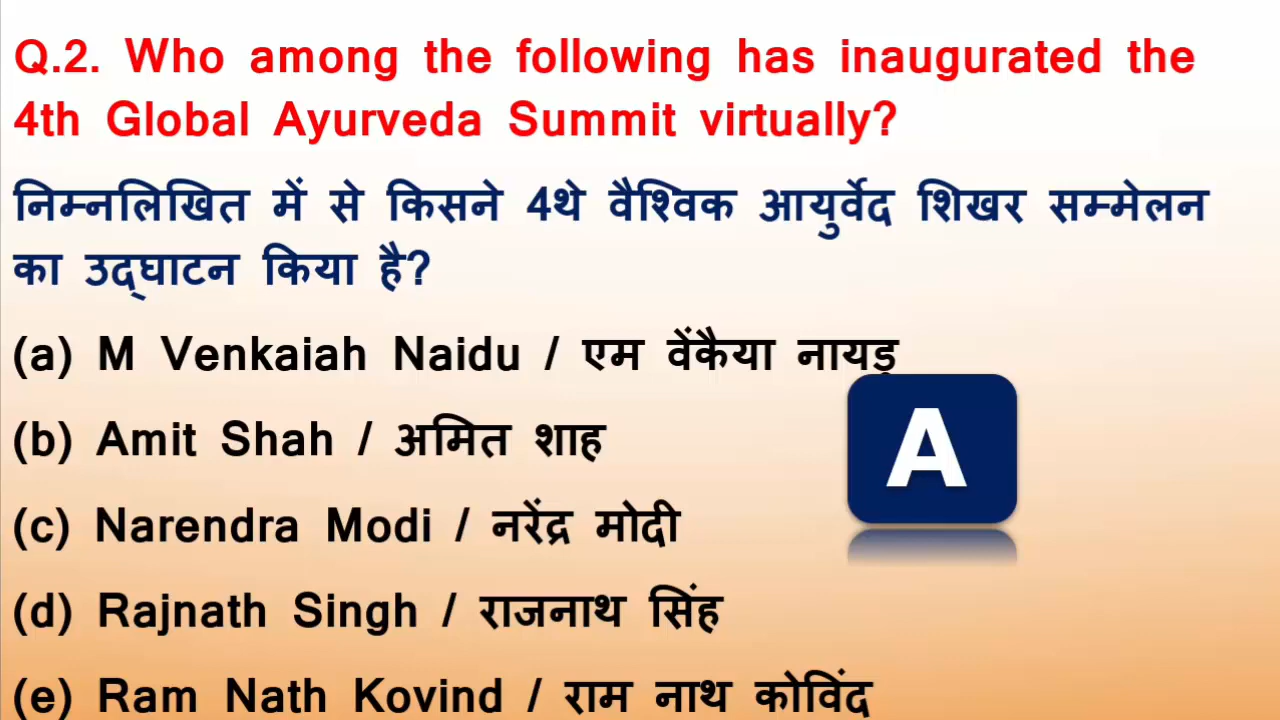 Q.2. Who among the following has inaugurated the
4th Global Ayurveda Summit virtually?
निम्नलिखित में से किसने 4थे वैश्विक आयुर्वेद शिखर सम्मेलन
का उद्घाटन किया है?
(a) M Venkaiah Naidu / एम वेंकैया नायडू
(b) Amit Shah / अमित शाह
A
(c) Narendra Modi / नरेंद्र मोदी
(d) Rajnath Singh / राजनाथ सिंह
(e) Ram Nath Kovind / राम नाथ कोविंद